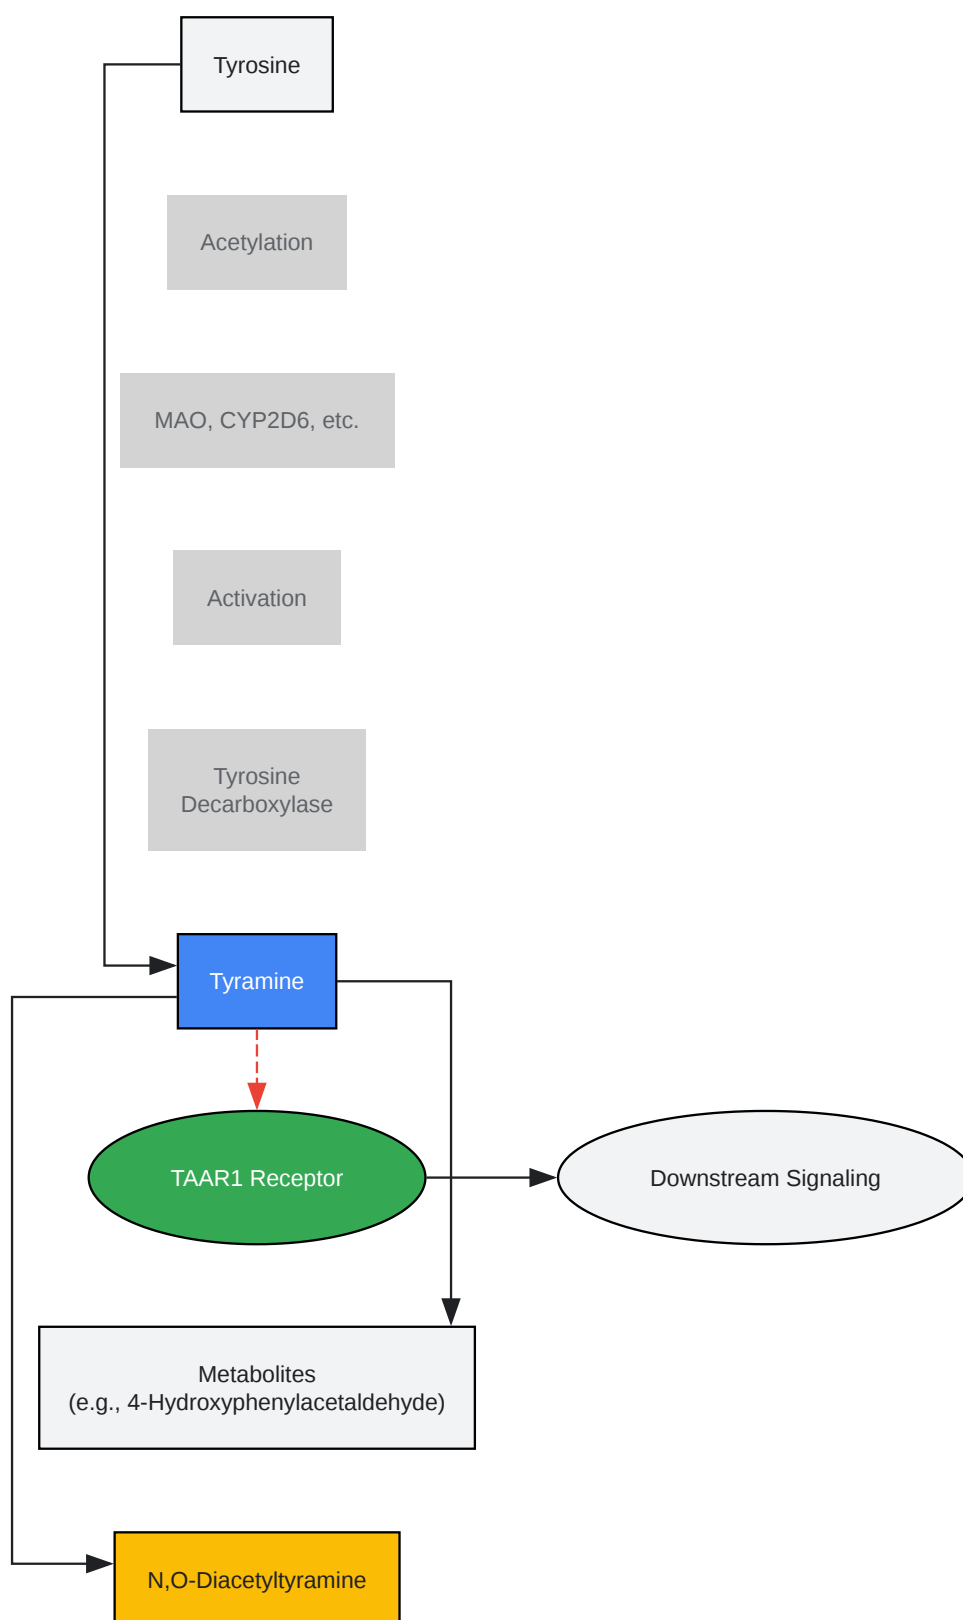 Tyrosine
Acetylation
MAO, CYP2D6, etc.
Activation
Tyrosine
Decarboxylase
Tyramine
TAAR1 Receptor
Downstream Signaling
Metabolites
(e.g., 4-Hydroxyphenylacetaldehyde)
N,O-Diacetyltyramine